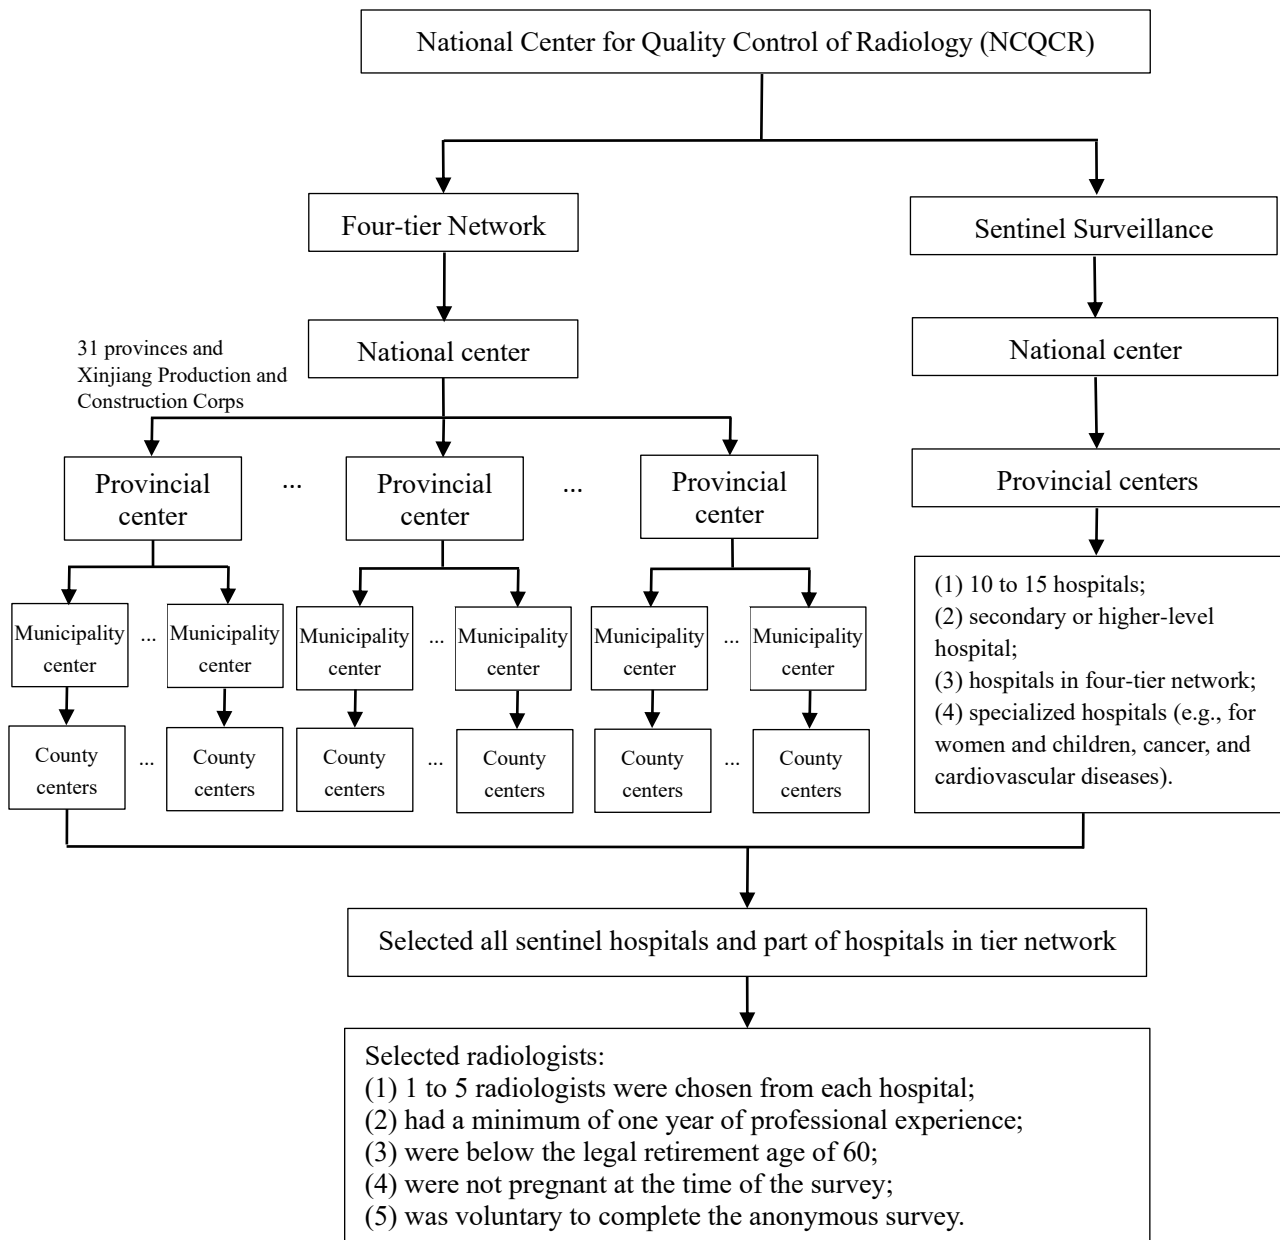 National Center for Quality Control of Radiology (NCQCR)
Four-tier Network
Sentinel Surveillance
National center
National center
31 provinces and
Xinjiang Production and
Construction Corps
Provincial
center
...
Provincial
center
...
Provincial
center
Provincial centers
Municipality
center
...
Municipality
center
Municipality
center
...
Municipality
center
Municipality
center
...
Municipality
center
County
centers
...
County
centers
County
centers
...
County
centers
County
centers
...
County
centers
(1) 10 to 15 hospitals;
(2) secondary or higher-level
hospital;
(3) hospitals in four-tier network;
(4) specialized hospitals (e.g., for
women and children, cancer, and
cardiovascular diseases).
Selected all sentinel hospitals and part of hospitals in tier network
Selected radiologists:
(1) 1 to 5 radiologists were chosen from each hospital;
(2) had a minimum of one year of professional experience;
(3) were below the legal retirement age of 60;
(4) were not pregnant at the time of the survey;
(5) was voluntary to complete the anonymous survey.